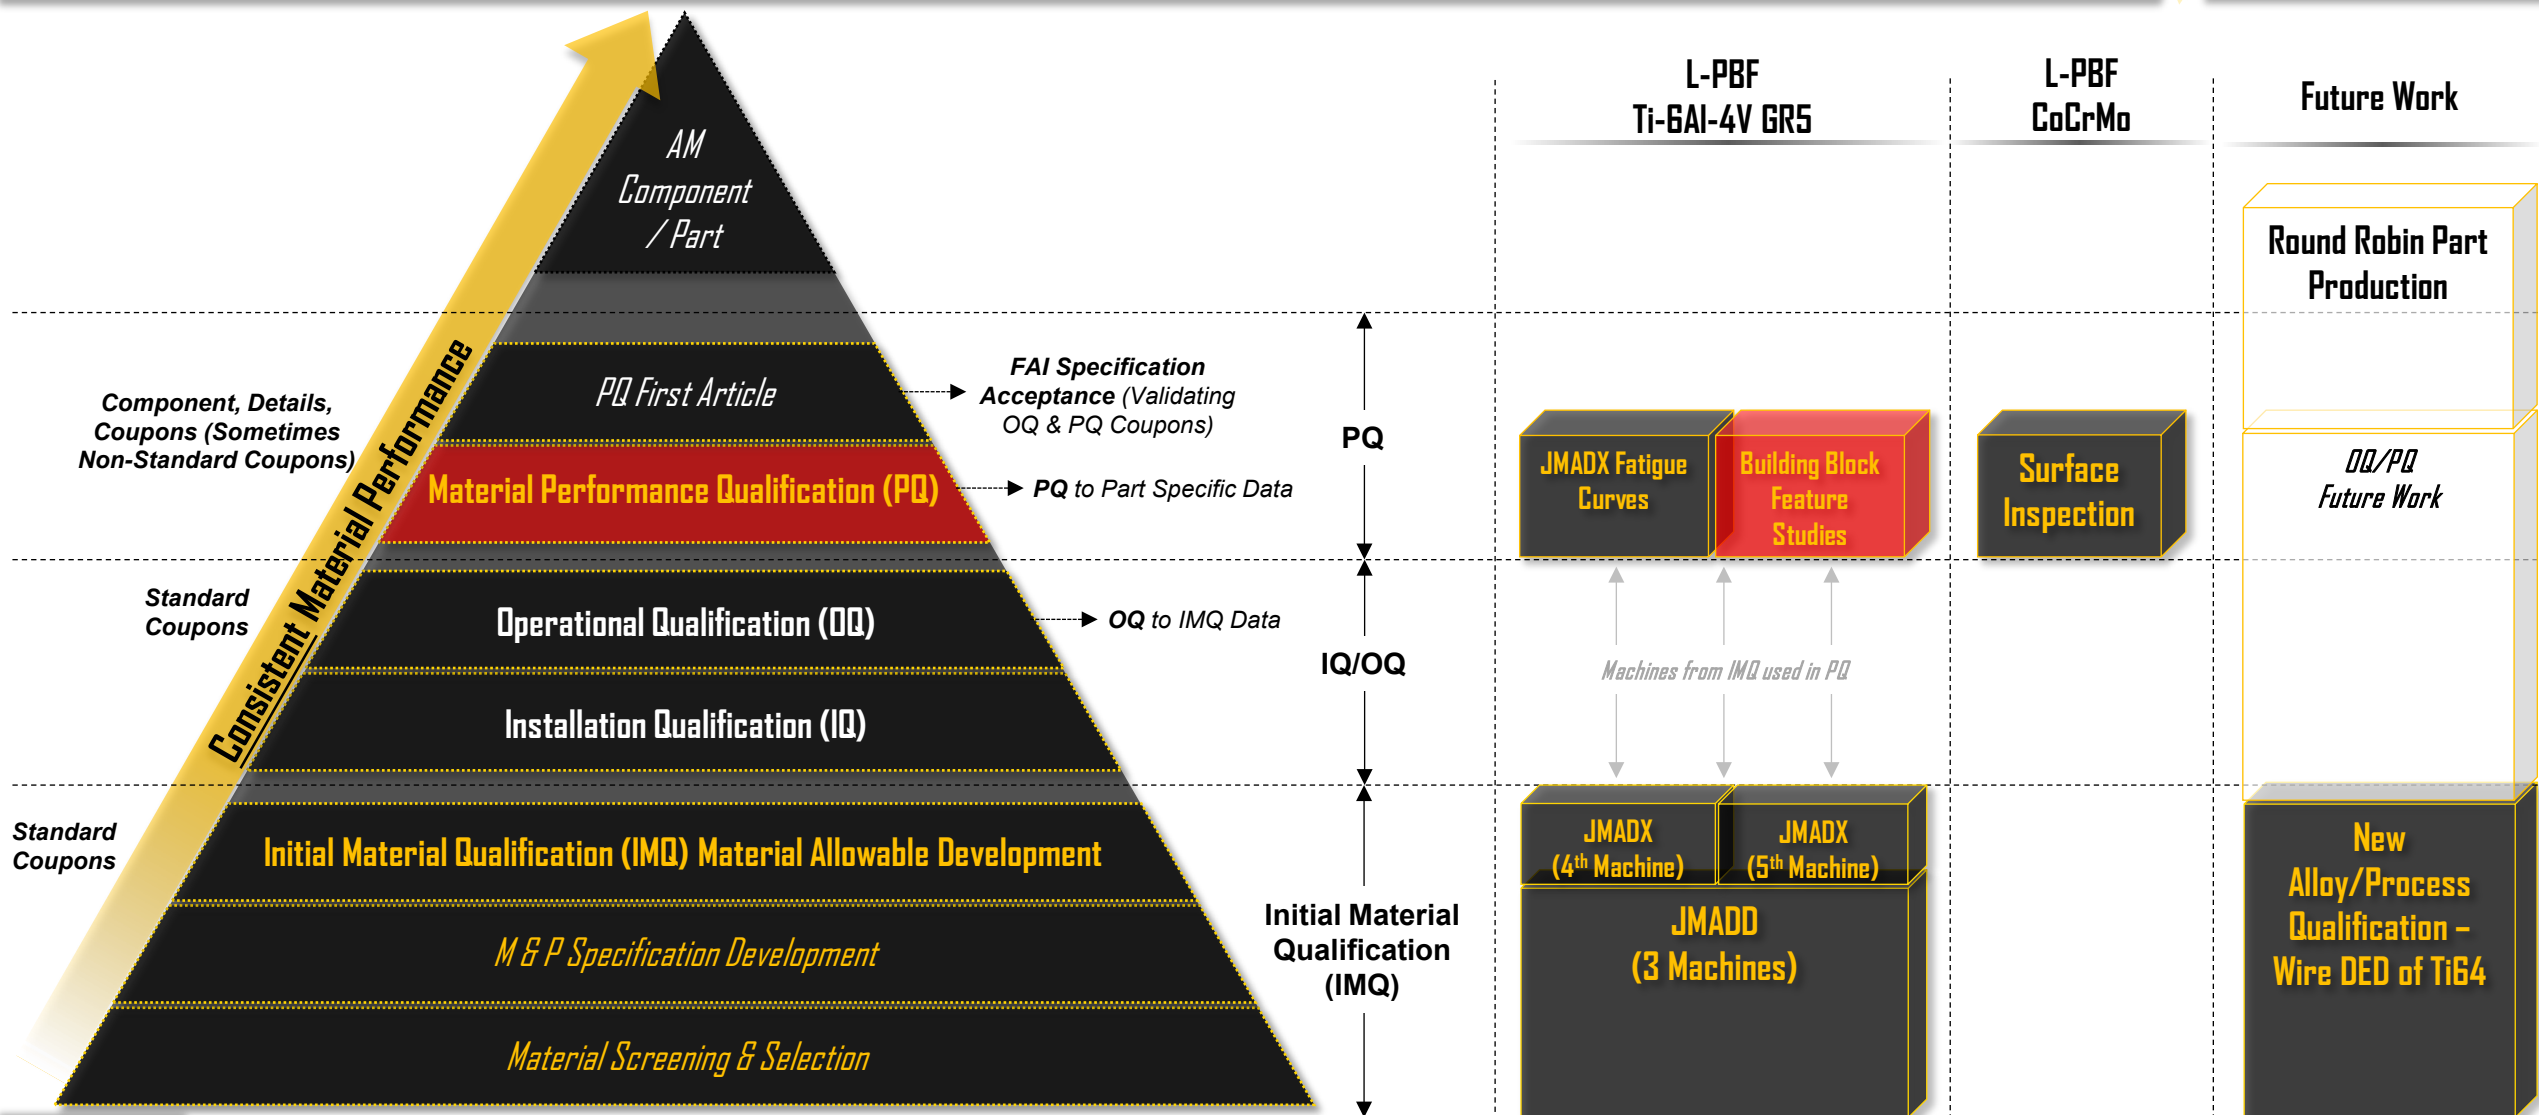 AM
Component
/ Part
PQ First Article
Material Performance Qualification (PQ)
Operational Qualification (OQ)
Installation Qualification (IQ)
Initial Material Qualification (IMQ) Material Allowable Development
M & P Specification Development
Material Screening & Selection
Consistent Material Performance
Component, Details,
Coupons (Sometimes
Non-Standard Coupons)
Standard
Coupons
Standard
Coupons
FAI Specification
Acceptance (Validating
OQ & PQ Coupons)
PQ to Part Specific Data
OQ to IMQ Data
PQ
IQ/OQ
Initial Material
Qualification
(IMQ)
L-PBF
Ti-6Al-4V GR5
JMADX Fatigue
Curves
Building Block
Feature
Studies
Machines from IMQ used in PQ
JMADX
(4th Machine)
JMADX
(5th Machine)
JMADD
(3 Machines)
L-PBF
CoCrMo
Surface
Inspection
Future Work
Round Robin Part
Production
OQ/PQ
Future Work
New
Alloy/Process
Qualification –
Wire DED of Ti64